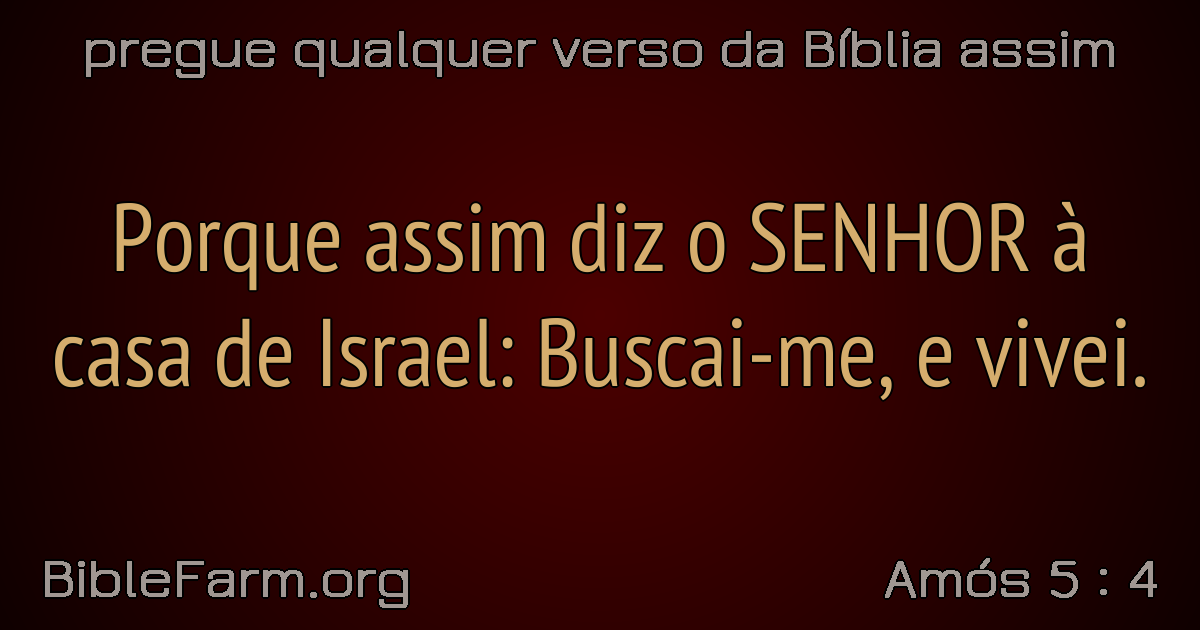 pregue qualquer verso da Bíblia assim
Porque assim diz o SENHOR à
casa de Israel: Buscai-me, e vivei.
BibleFarm.org
Amós 5 : 4